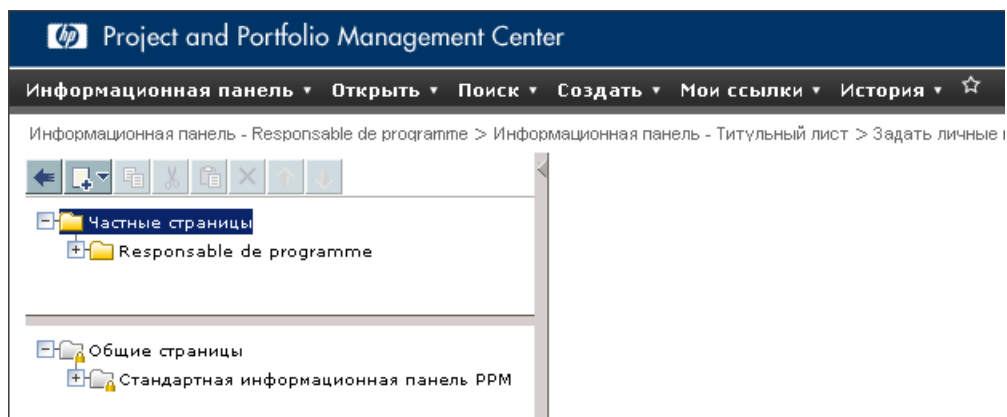 hp Project and Portfolio Management Center
Информационная панель Открыть Поиск Создать Мои ссылки История
Информационная панель - Responsable de programme > Информационная панель - Титульный лист > Задать личные
Частные страницы
Responsable de programme
Общие страницы
Стандартная информационная панель PPM